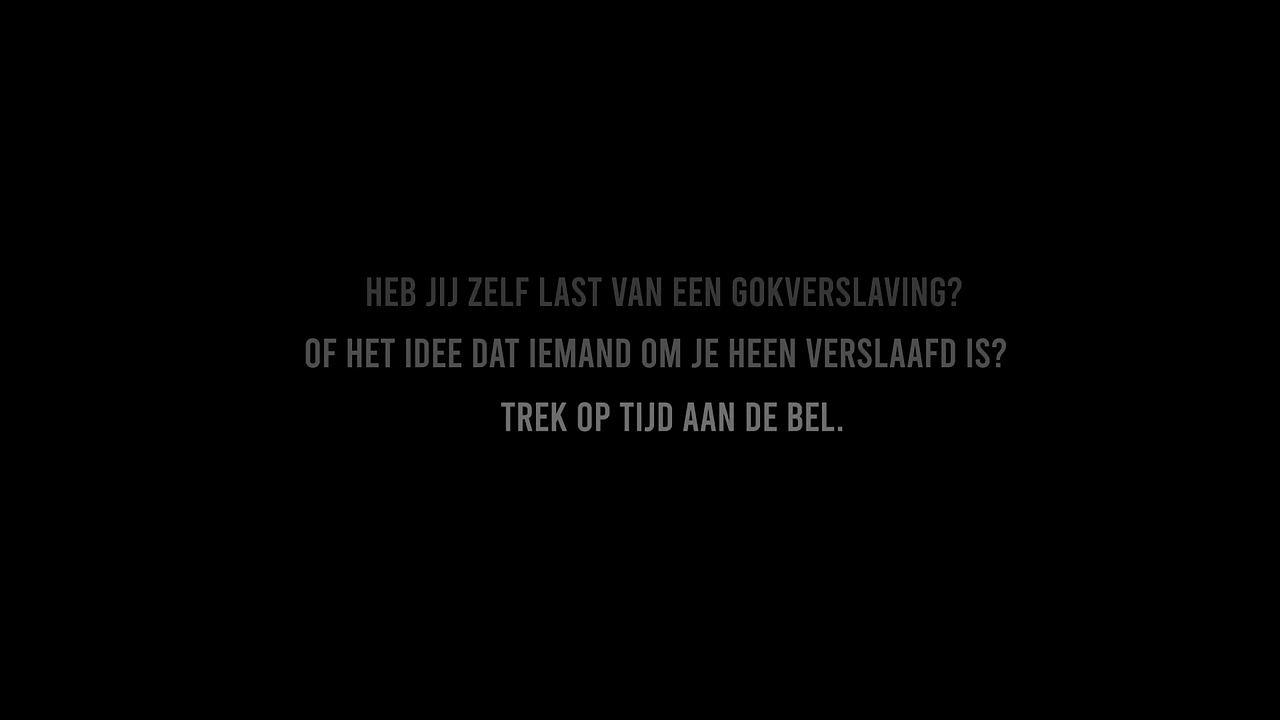 HEB JIJ ZELF LAST VAN EEN GOKVERSLAVING?
OF HET IDEE DAT IEMAND OM JE HEEN VERSLAAFD IS?
TREK OP TIJD AAN DE BEL.